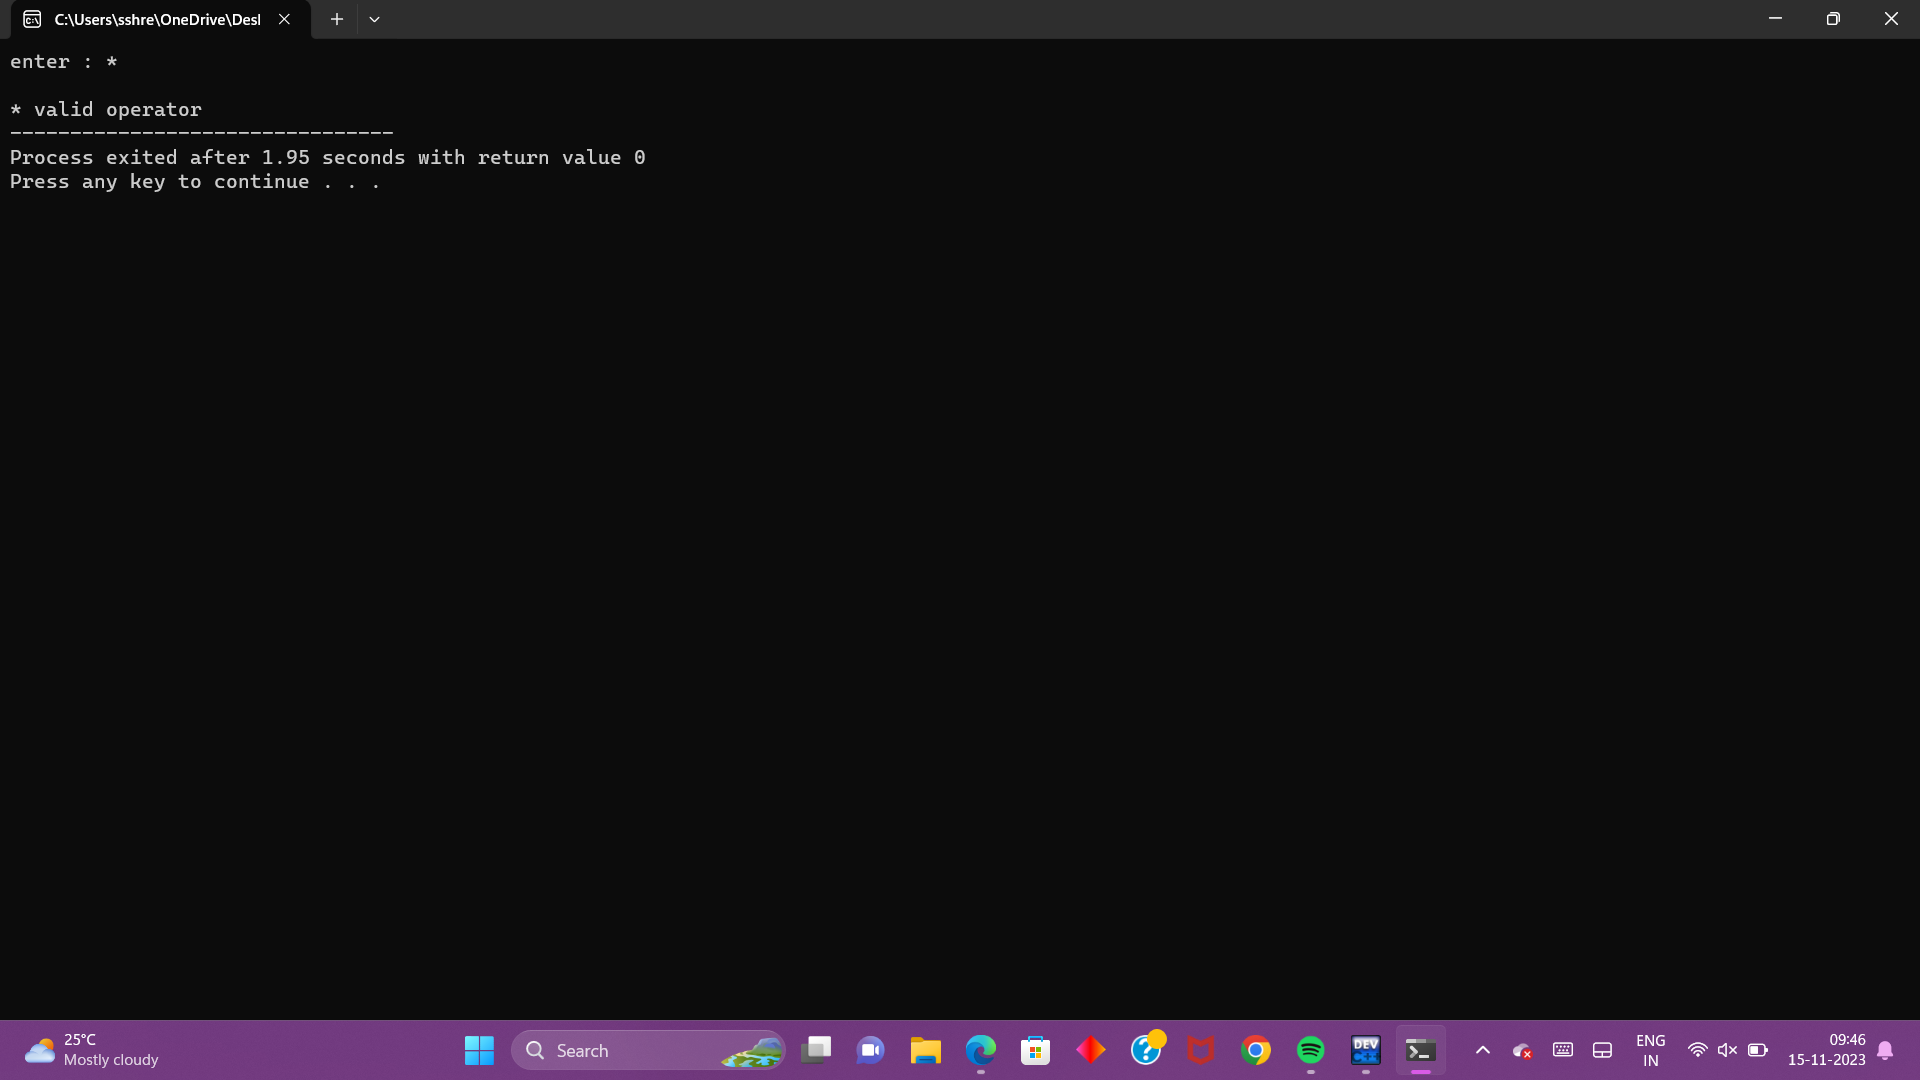 C:\Users\sshre\OneDrive\Desl
enter : *
* valid operator
--------------------------------
Process exited after 1.95 seconds with return value 0
Press any key to continue . . .
25°C
Mostly cloudy
Search
DEV
C++
ENG
IN
09:46
15-11-2023